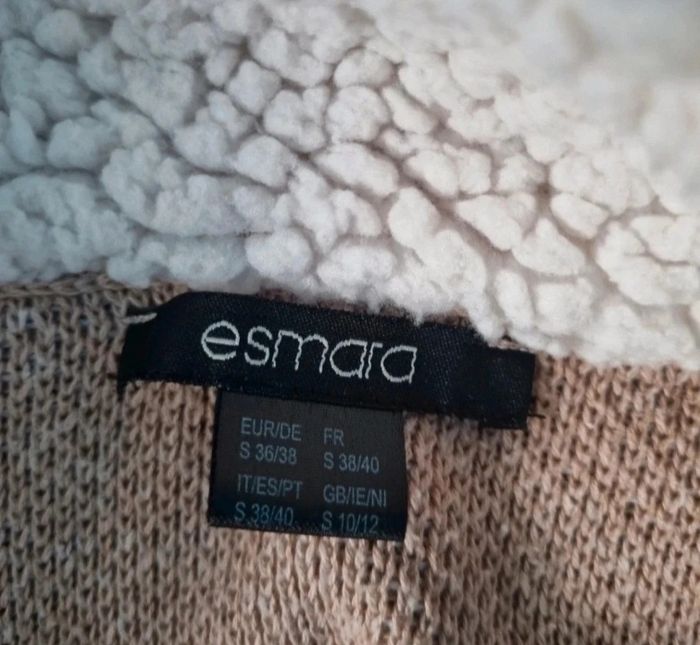 esmara
EUR/DE FR
S 36/38 S 38/40
IT/ES/PT GB/IE/NI
S 38/40 S 10/12